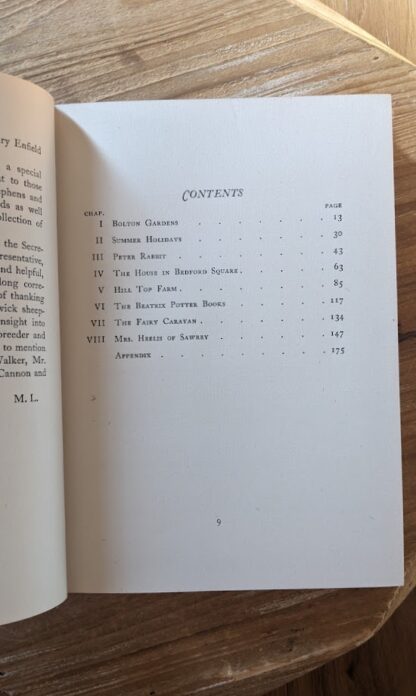 ry Enfield
a special
t to those
phens and
ds as well
llection of
the Secre-
resentative,
nd helpful,
long corre-
of thanking
wick sheep-
insight into
breeder and
to mention
Walker, Mr.
Cannon and
M. L.
CONTENTS
CHAP. PAGE
I BOLTON GARDENS . . . . . . . 13
II SUMMER HOLIDAYS . . . . . . . 30
III PETER RABBIT . . . . . . . 43
IV THE HOUSE IN BEDFORD SQUARE . . . . 63
V HILL TOP FARM . . . . . . . 85
VI THE BEATRIX POTTER BOOKS . . . . . 117
VII THE FAIRY CARAVAN . . . . . . 134
VIII MRS. HEELIS OF SAWREY . . . . . 147
APPENDIX . . . . . . . . 175
9